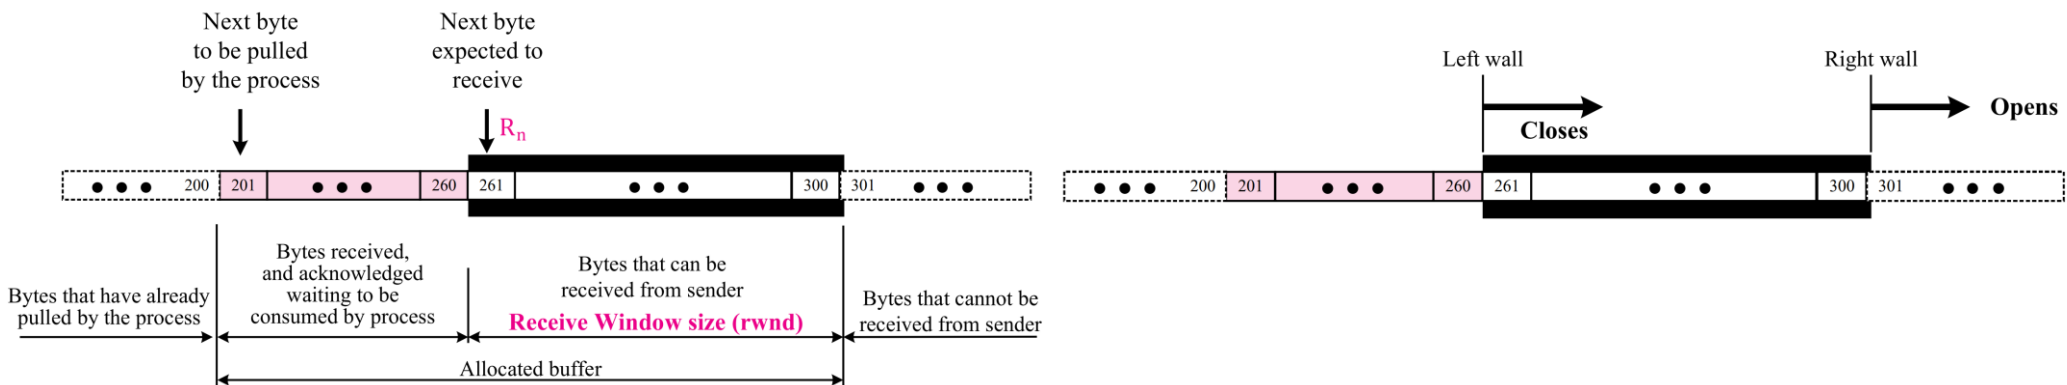 Next byte
to be pulled
by the process
Next byte
expected to
receive
Rn
200 201 260 261 300 301
Bytes that have already
pulled by the process
Bytes received,
and acknowledged
waiting to be
consumed by process
Bytes that can be
received from sender
Receive Window size (rwnd)
Bytes that cannot be
received from sender
Allocated buffer
Left wall
Right wall
Closes
Opens
200 201 260 261 300 301